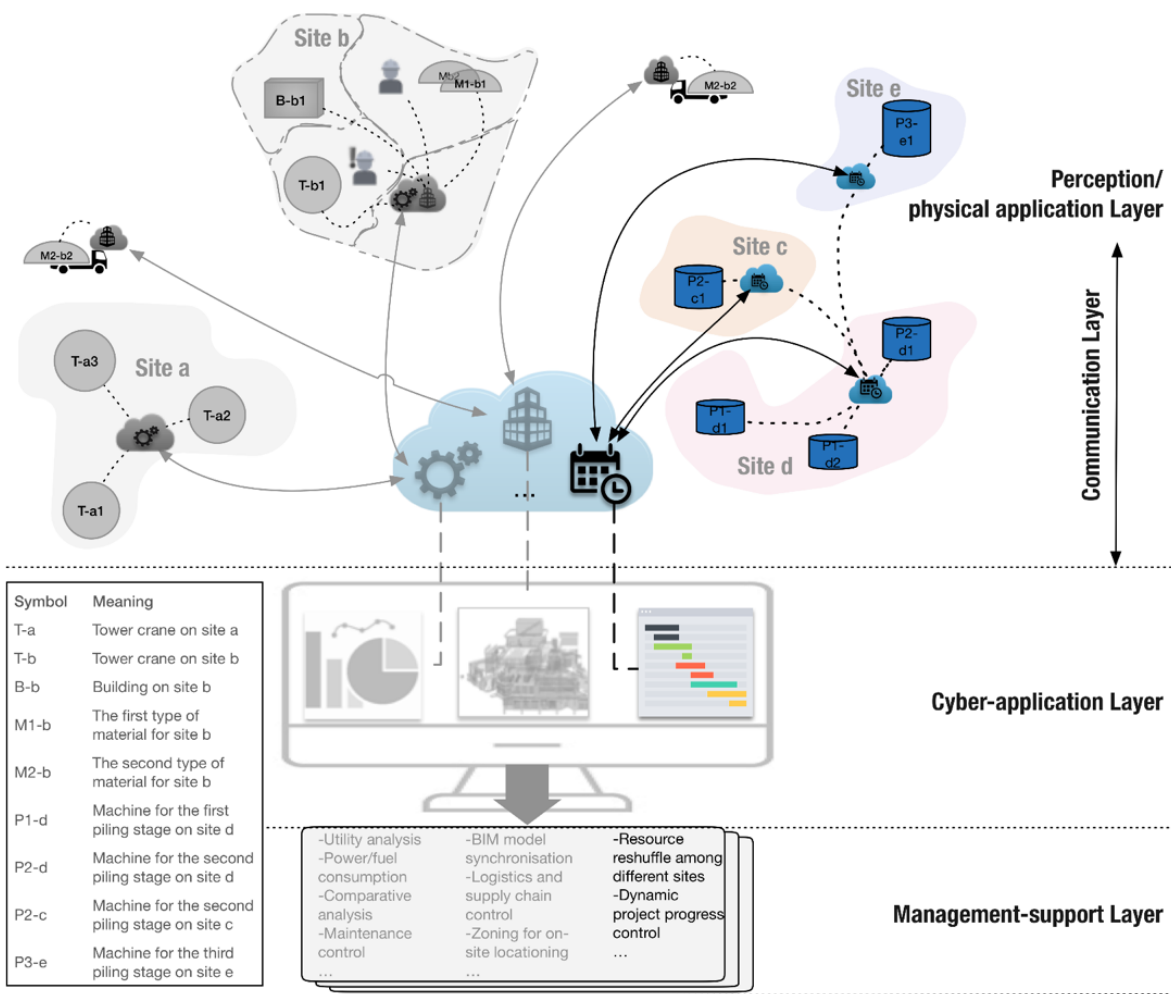 Site b
B-b1
Mb2
M1-b1
T-b1
!
M2-b2
Site e
P3-
e1
Perception/
physical application Layer
M2-b2
Site c
P2-
c1
Communication Layer
Site a
T-a3
T-a2
T-a1
P2-
d1
P1-
d1
P1-
d2
Site d
...
Symbol Meaning
T-a Tower crane on site a
T-b Tower crane on site b
B-b Building on site b
M1-b The first type of
material for site b
M2-b The second type of
material for site b
P1-d Machine for the first
piling stage on site d
P2-d Machine for the second
piling stage on site d
P2-c Machine for the second
piling stage on site c
P3-e Machine for the third
piling stage on site e
Cyber-application Layer
-Utility analysis
-Power/fuel
consumption
-Comparative
analysis
-Maintenance
control
...
-BIM model
synchronisation
-Logistics and
supply chain
control
-Zoning for on-
site locationing
...
-Resource
reshuffle among
different sites
-Dynamic
project progress
control
...
Management-support Layer